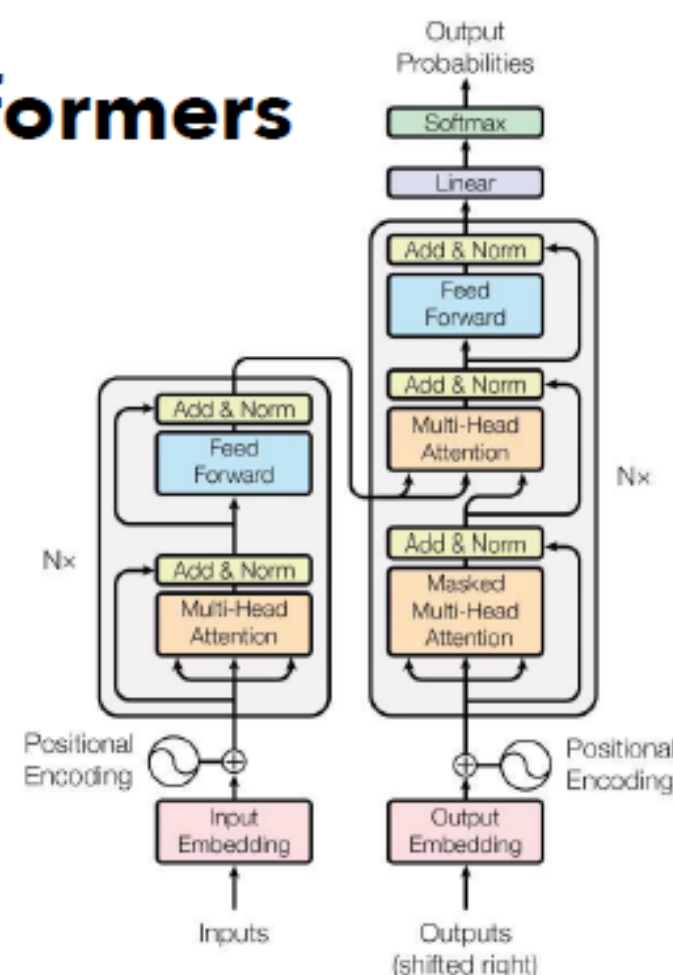 formers
Output
Probabilities
Softmax
Linear
Add & Norm
Feed
Forward
Add & Norm
Multi-Head
Attention
Nx
Add & Norm
Masked
Multi-Head
Attention
Add & Norm
Feed
Forward
Nx
Add & Norm
Multi-Head
Attention
Positional
Encoding
Positional
Encoding
Input
Embedding
Output
Embedding
Inputs
Outputs
(shifted right)